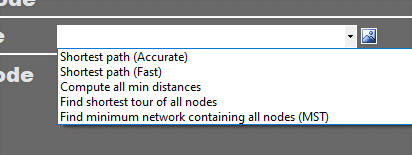 Shortest path (Accurate)
Shortest path (Fast)
Compute all min distances
Find shortest tour of all nodes
Find minimum network containing all nodes (MST)
ode